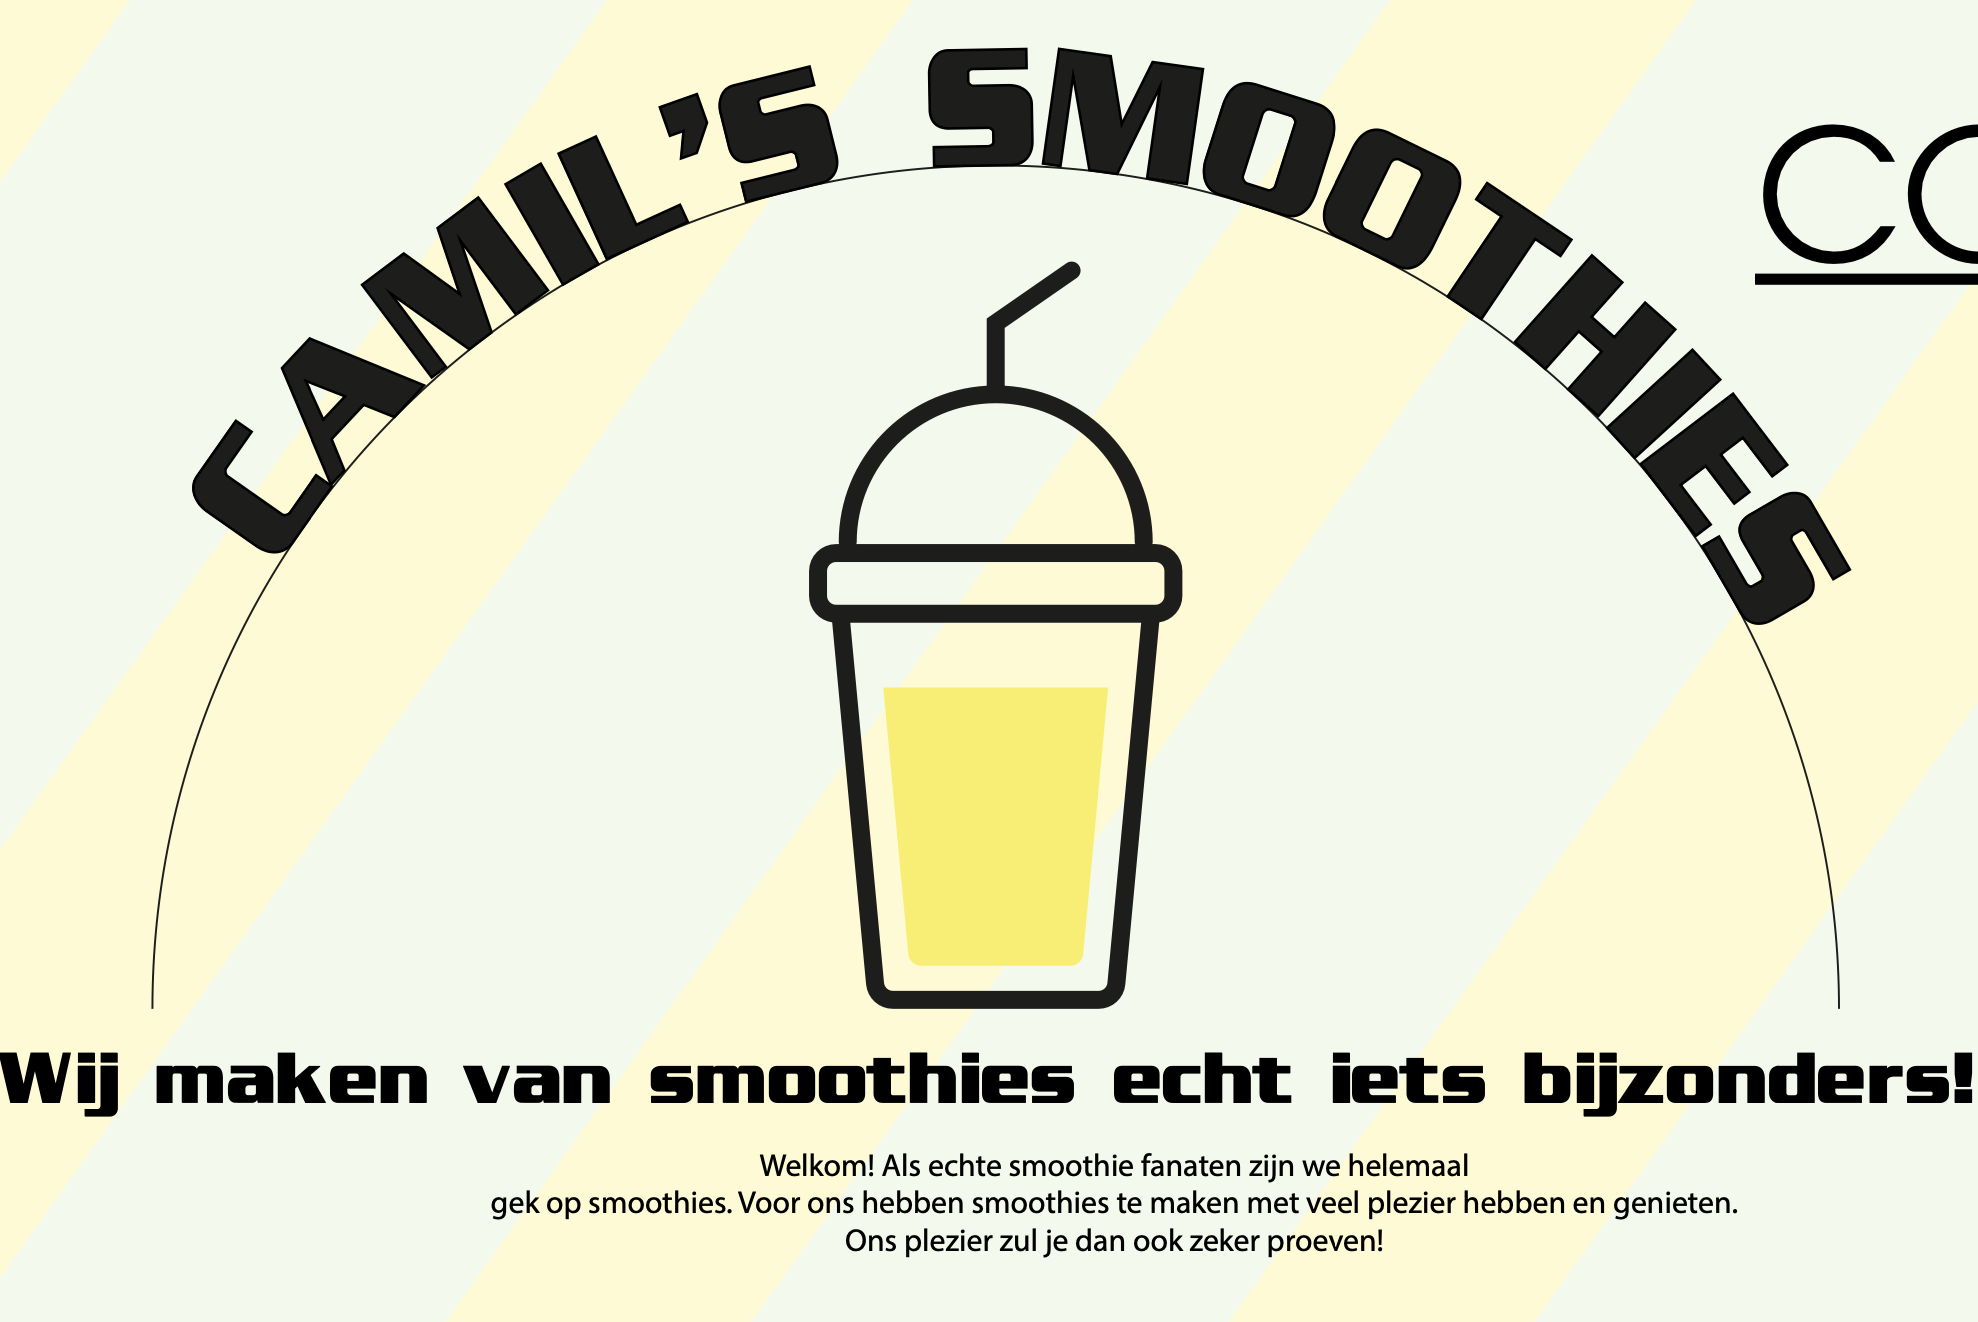 CAMIL'S SMOOTHIES
Wij maken van smoothies echt iets bijzonders!
Welkom! Als echte smoothie fanaten zijn we helemaal
gek op smoothies. Voor ons hebben smoothies te maken met veel plezier hebben en genieten.
Ons plezier zul je dan ook zeker proeven!